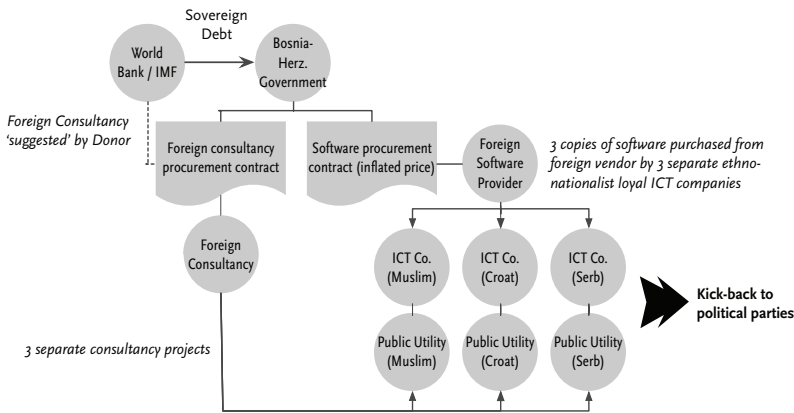 Sovereign
Debt
World
Bank / IMF
Bosnia-
Herz.
Government
Foreign Consultancy
‘suggested’ by Donor
Foreign consultancy
procurement contract
Software procurement
contract (inflated price)
Foreign
Software
Provider
3 copies of software purchased from
foreign vendor by 3 separate ethno-
nationalist loyal ICT companies
Foreign
Consultancy
ICT Co.
(Muslim)
ICT Co.
(Croat)
ICT Co.
(Serb)
Kick-back to
political parties
3 separate consultancy projects
Public Utility
(Muslim)
Public Utility
(Croat)
Public Utility
(Serb)